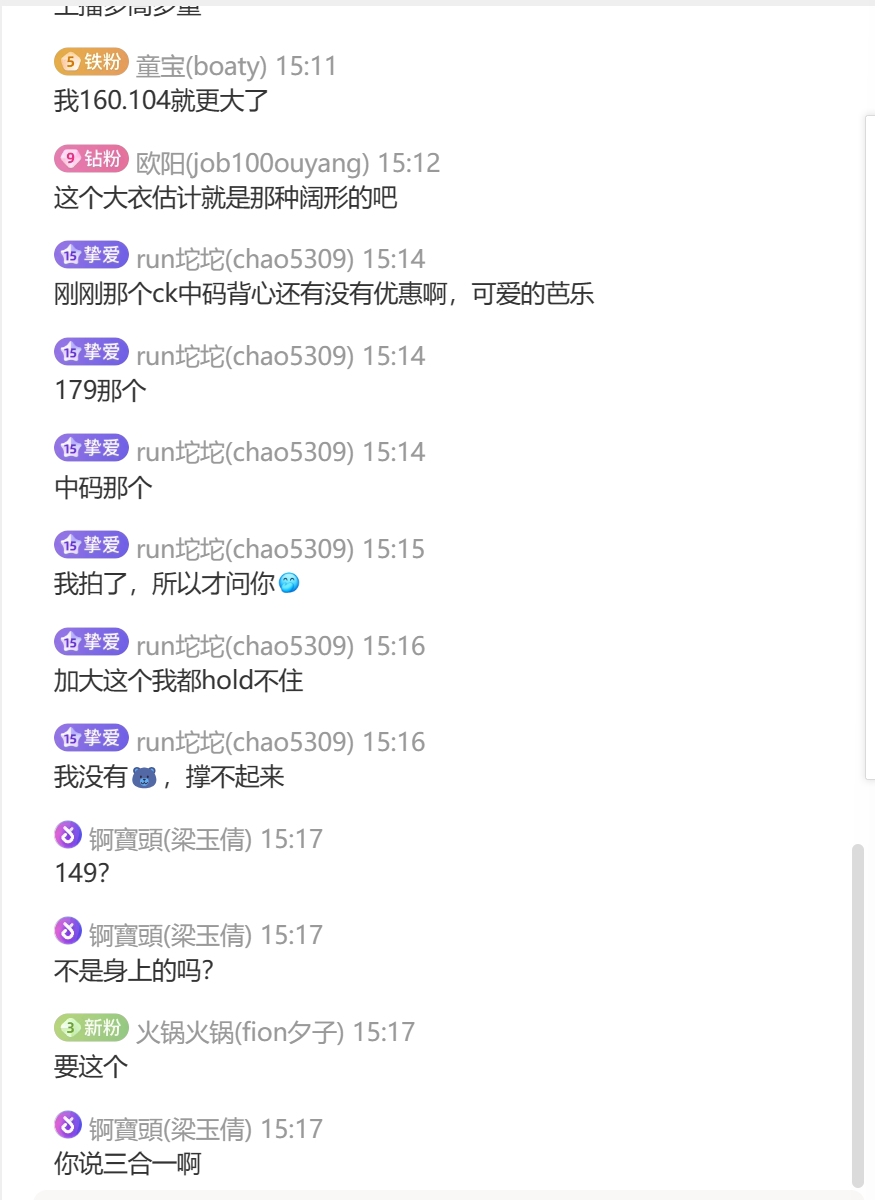 主播多高多重
5 铁粉 童宝(boaty) 15:11
我160.104就更大了
9 钻粉 欧阳(job100ouyang) 15:12
这个大衣估计就是那种阔形的吧
15 挚爱 run坨坨(chao5309) 15:14
刚刚那个ck中码背心还有没有优惠啊，可爱的芭乐
15 挚爱 run坨坨(chao5309) 15:14
179那个
15 挚爱 run坨坨(chao5309) 15:14
中码那个
15 挚爱 run坨坨(chao5309) 15:15
我拍了，所以才问你
15 挚爱 run坨坨(chao5309) 15:16
加大这个我都hold不住
15 挚爱 run坨坨(chao5309) 15:16
我没有🐻，撑不起来
锕寶頭(梁玉倩) 15:17
149?
锕寶頭(梁玉倩) 15:17
不是身上的吗?
3 新粉 火锅火锅(fion夕子) 15:17
要这个
锕寶頭(梁玉倩) 15:17
你说三合一啊